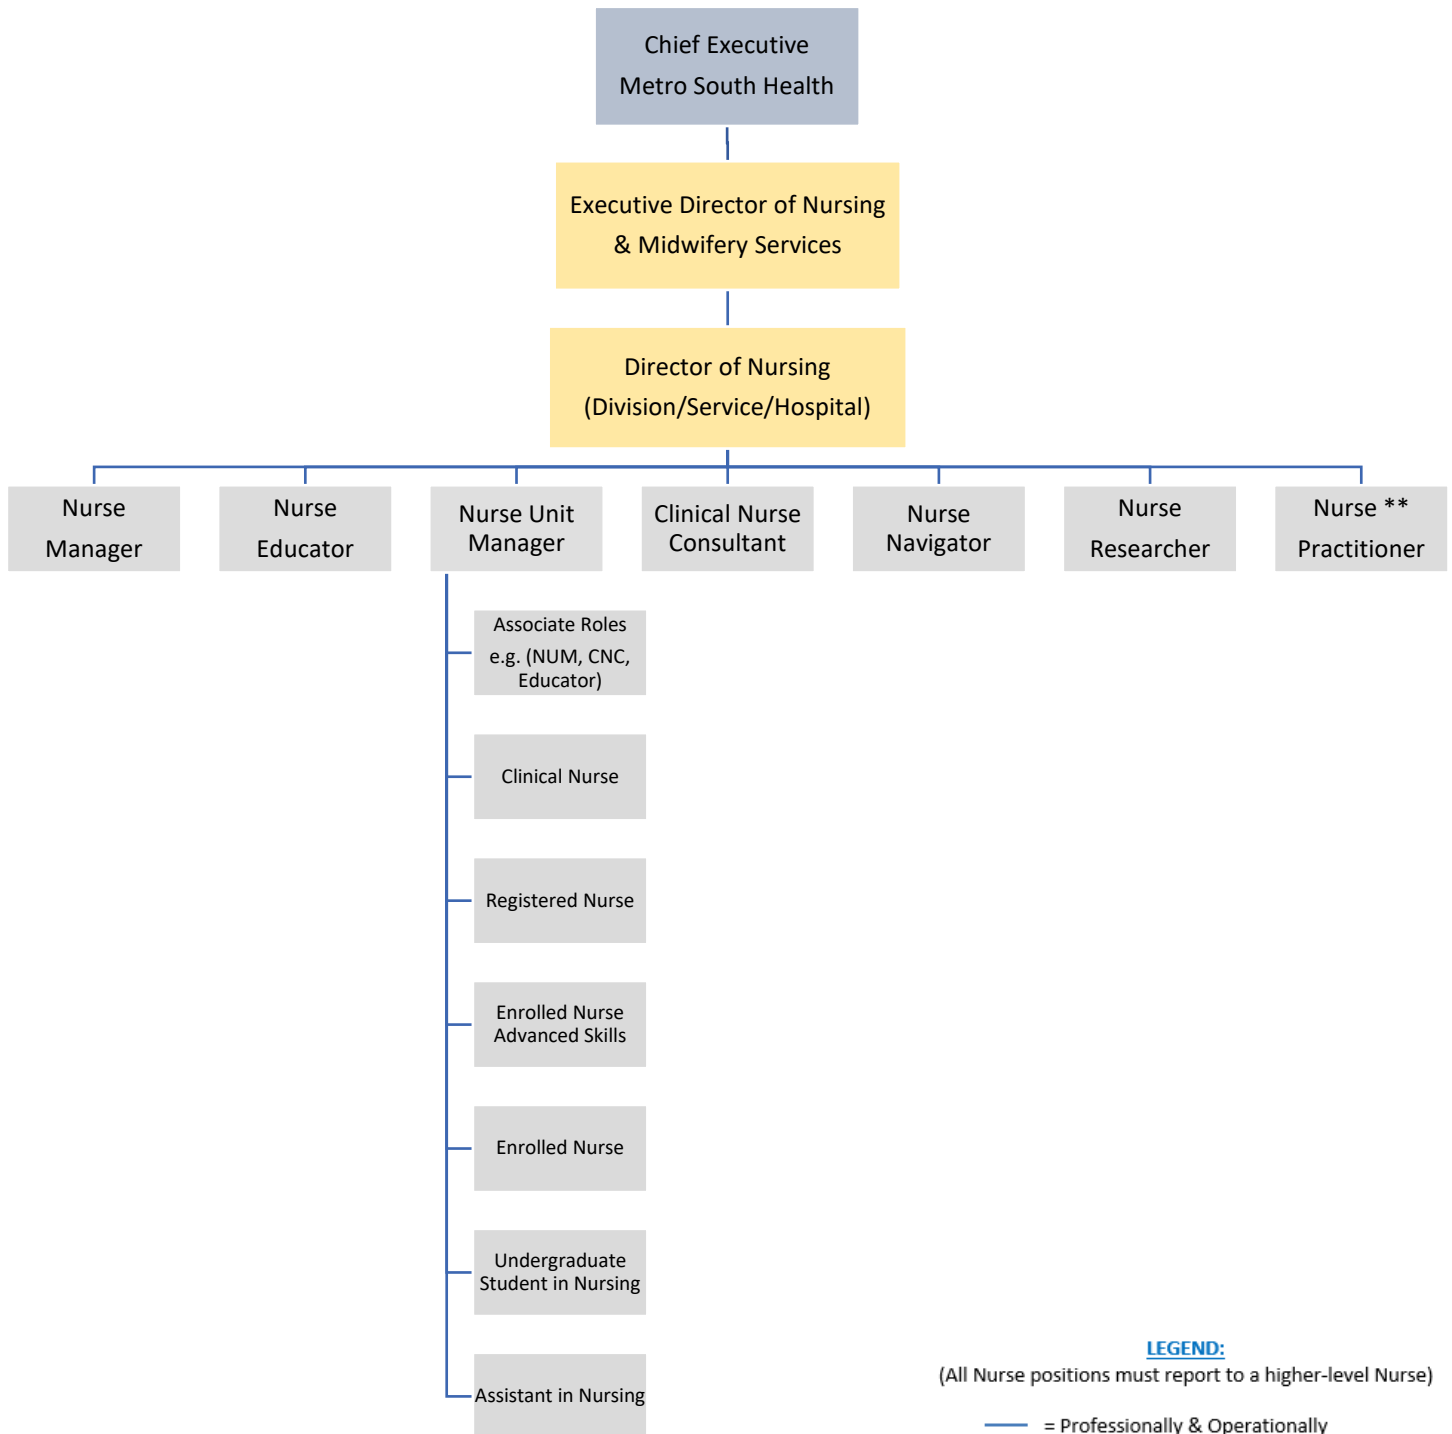 Chief Executive
Metro South Health
Executive Director of Nursing
& Midwifery Services
Director of Nursing
(Division/Service/Hospital)
Nurse
Manager
Nurse
Educator
Nurse Unit
Manager
Clinical Nurse
Consultant
Nurse
Navigator
Nurse
Researcher
Nurse **
Practitioner
Associate Roles
e.g. (NUM, CNC,
Educator)
Clinical Nurse
Registered Nurse
Enrolled Nurse
Advanced Skills
Enrolled Nurse
Undergraduate
Student in Nursing
Assistant in Nursing
LEGEND:
(All Nurse positions must report to a higher-level Nurse)
= Professionally & Operationally